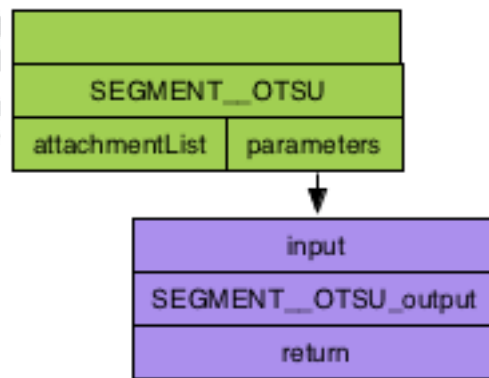 SEGMENT__OTSU
attachmentList parameters
input
SEGMENT__OTSU_output
return